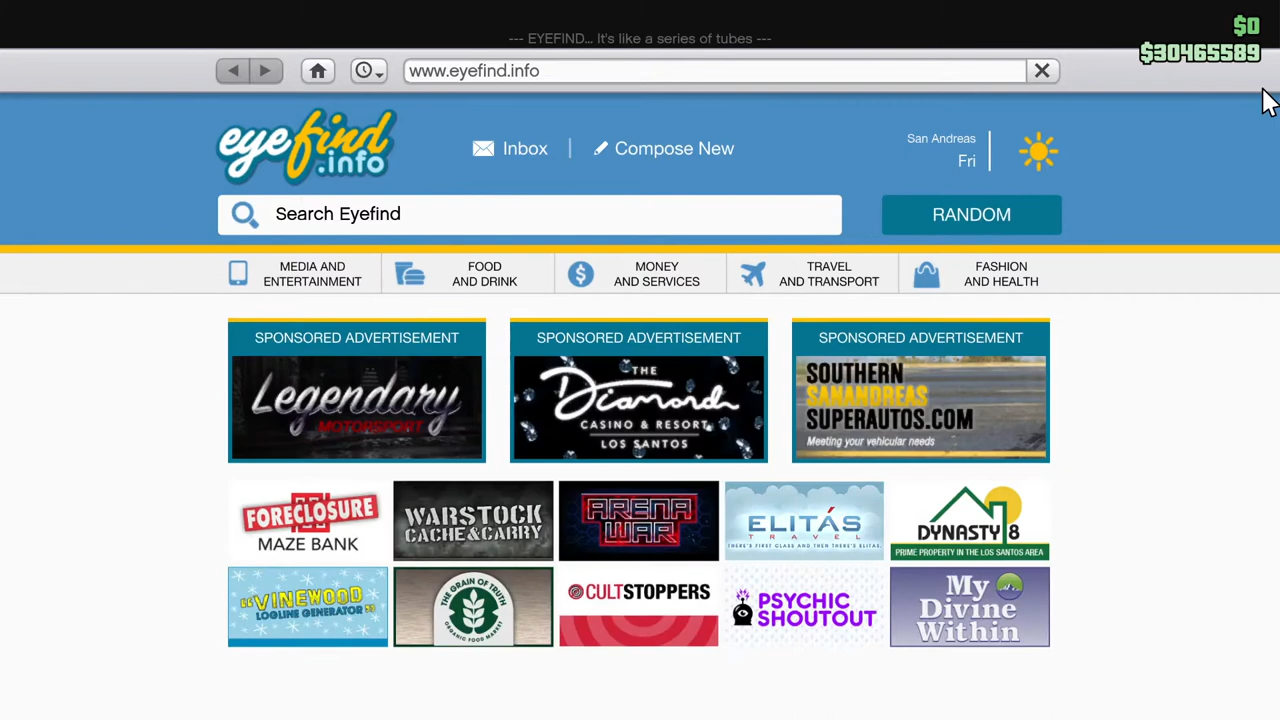 $0
--- EYEFIND... It's like a series of tubes ---
$30465589
www.eyefind.info
eyefind
.info
Inbox
Compose New
San Andreas
Fri
Search Eyefind
RANDOM
MEDIA AND
ENTERTAINMENT
FOOD
AND DRINK
MONEY
AND SERVICES
TRAVEL
AND TRANSPORT
FASHION
AND HEALTH
SPONSORED ADVERTISEMENT
Legendary
MOTORSPORT
SPONSORED ADVERTISEMENT
THE
Diamond
CASINO & RESORT
LOS SANTOS
SPONSORED ADVERTISEMENT
SOUTHERN
SANANDREAS
SUPERAUTOS.COM
Meeting your vehicular needs
FORECLOSURE
MAZE BANK
WARSTOCK
CACHE & CARRY
ARENA
WAR
ELITÁS
TRAVEL
THERE'S FIRST CLASS AND THEN THERE'S ELITAS.
DYNASTY 8
PRIME PROPERTY IN THE LOS SANTOS AREA
"VINEWOOD
LOGLINE GENERATOR"
THE GRAIN OF TRUTH
ORGANIC FOOD MARKET
CULTSTOPPERS
PSYCHIC
SHOUTOUT
My
Divine
Within